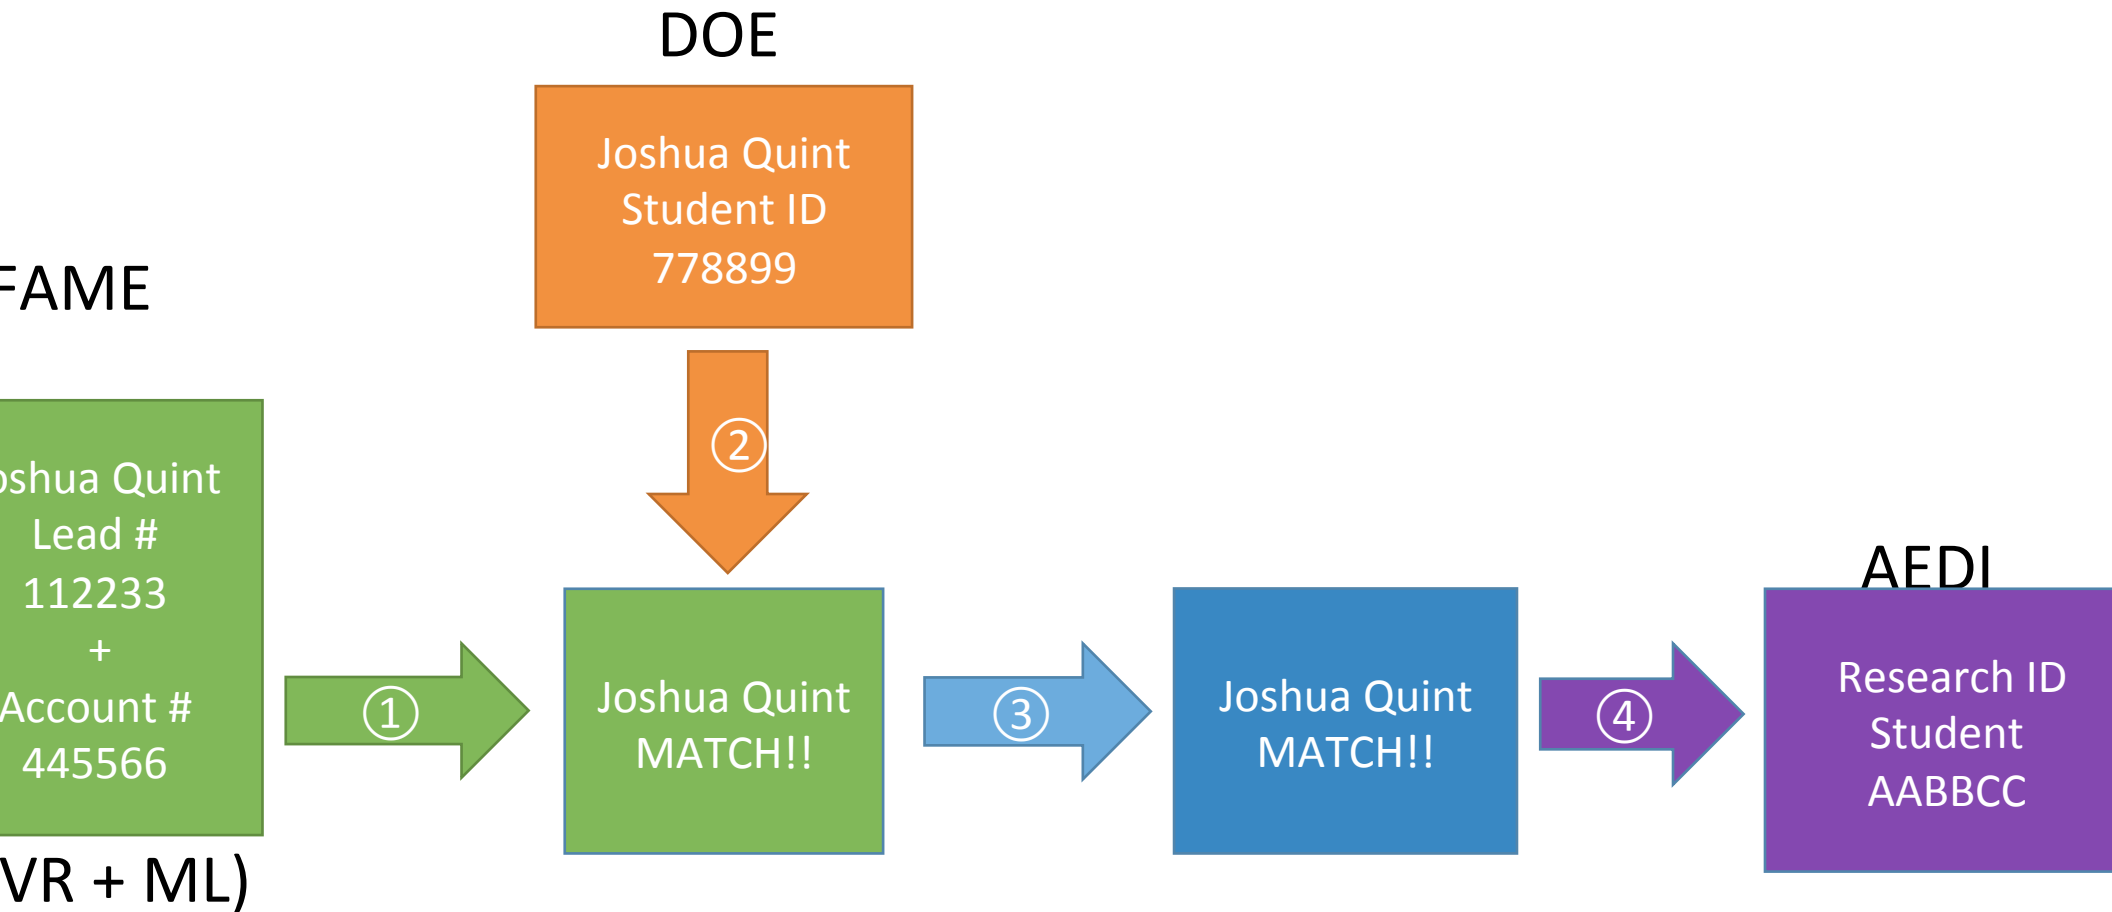 DOE
Joshua Quint
Student ID
778899
②
FAME
oshua Quint
Lead #
112233
+
Account #
445566
VR + ML)
①
Joshua Quint
MATCH!!
③
Joshua Quint
MATCH!!
④
AEDI
Research ID
Student
AABBCC